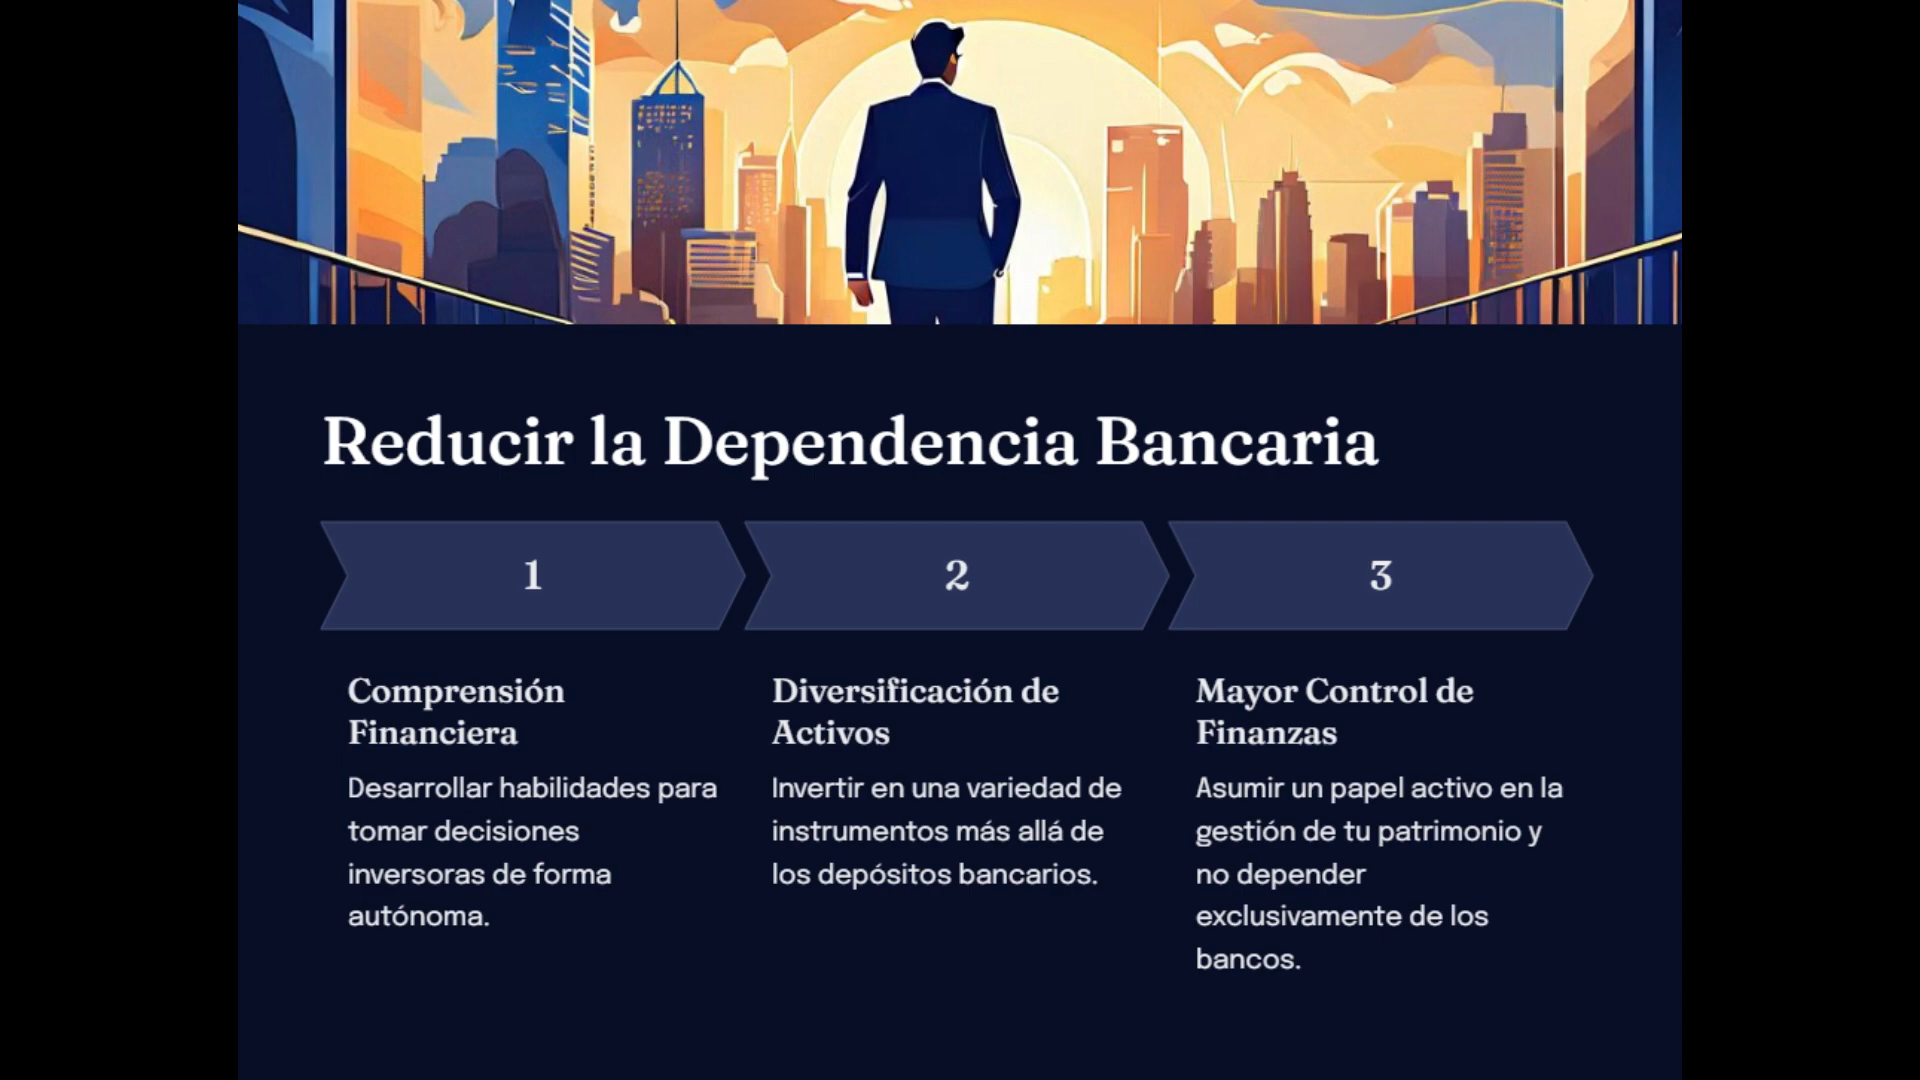 Reducir la Dependencia Bancaria
1
2
3
Comprensión
Financiera
Desarrollar habilidades para
tomar decisiones
inversoras de forma
autónoma.
Diversificación de
Activos
Invertir en una variedad de
instrumentos más allá de
los depósitos bancarios.
Mayor Control de
Finanzas
Asumir un papel activo en la
gestión de tu patrimonio y
no depender
exclusivamente de los
bancos.